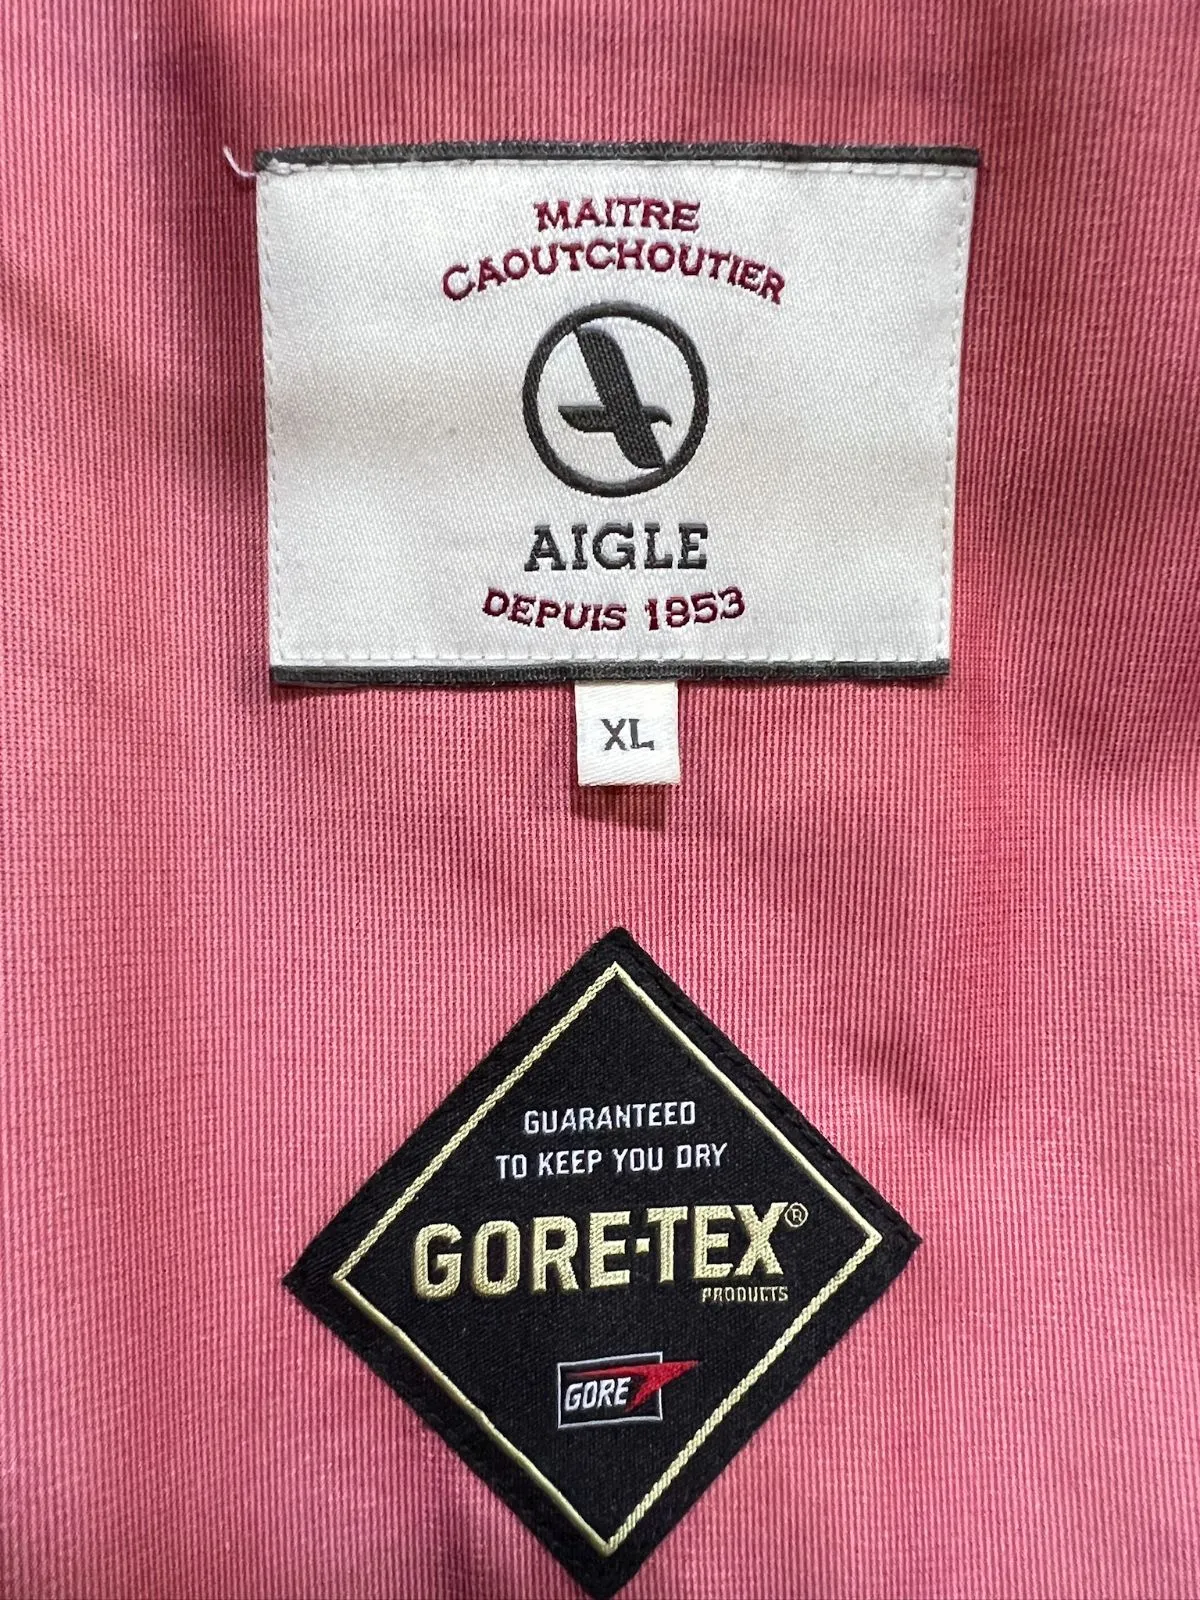 MAITRE
CAOUTCHOUTIER
AIGLE
DEPUIS 1853
XL
GUARANTEED
TO KEEP YOU DRY
GORE-TEX®
PRODUCTS
GORE